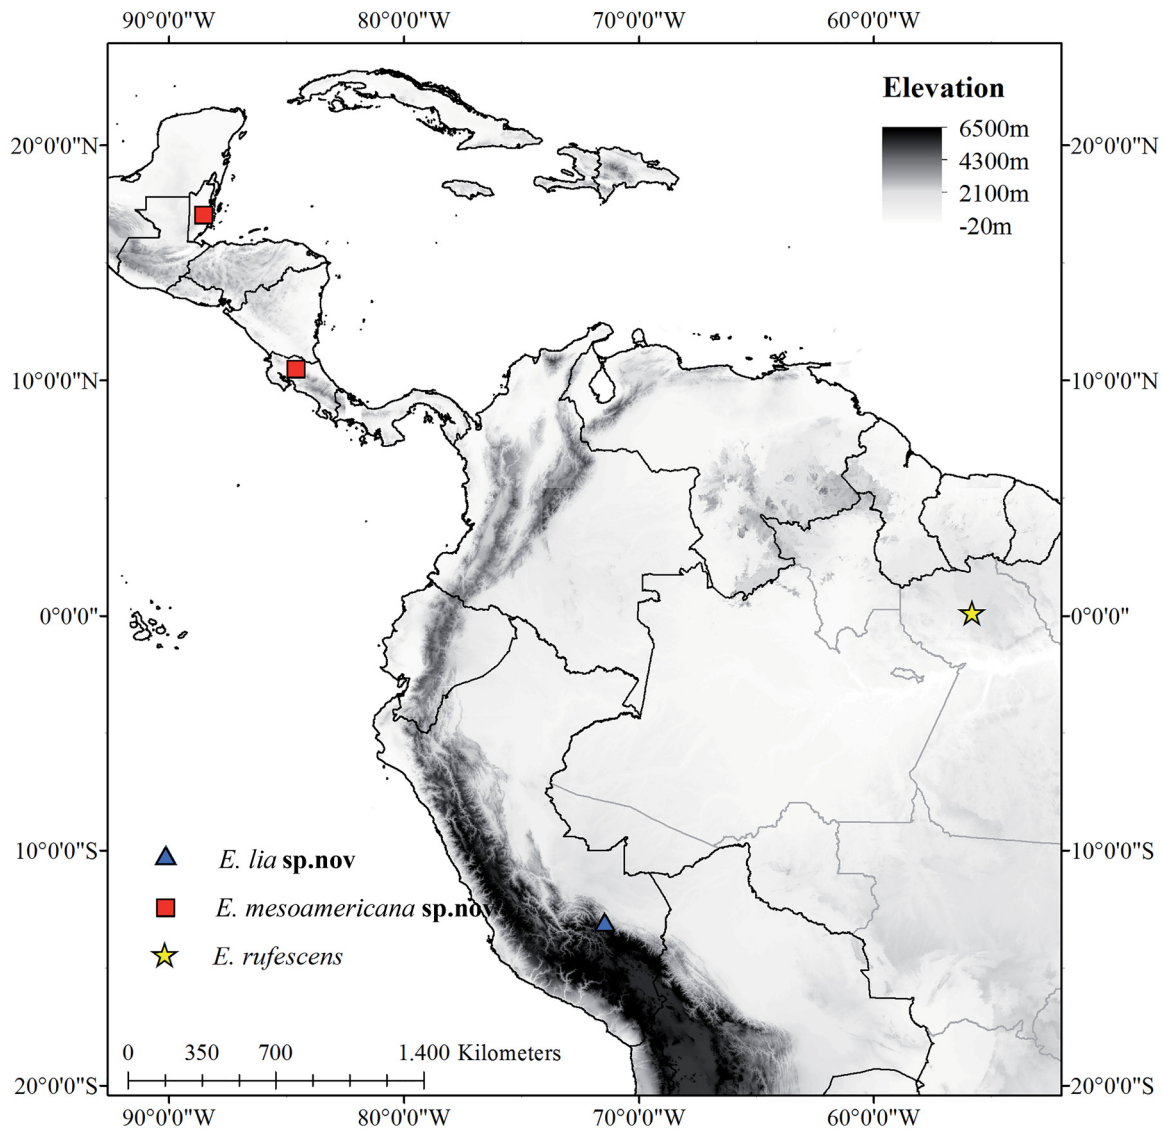 90°0'0"W 80°0'0"W 70°0'0"W 60°0'0"W
Elevation
6500m
4300m
2100m
-20m
20°0'0"N 20°0'0"N
10°0'0"N 10°0'0"N
0°0'0" 0°0'0"
10°0'0"S 10°0'0"S
E. lia sp.nov
E. mesoamericana sp.nov
E. rufescens
0 350 700 1.400 Kilometers
20°0'0"S 20°0'0"S
90°0'0"W 80°0'0"W 70°0'0"W 60°0'0"W